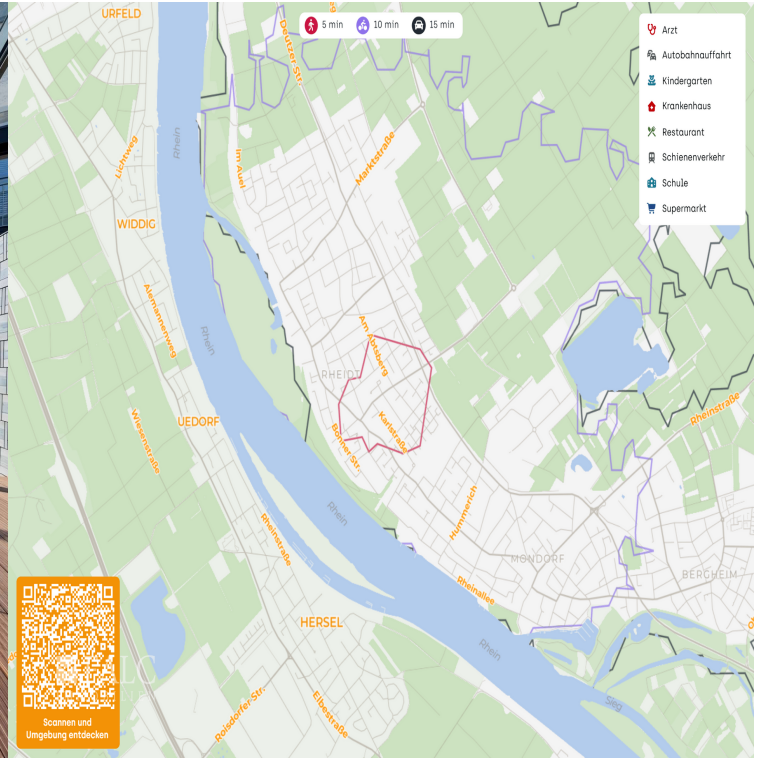 URFELD
5 min
10 min
15 min
Arzt
Autobahnauffahrt
Kindergarten
Krankenhaus
Restaurant
Schienenverkehr
Schule
Supermarkt
Deutzer Str.
Rhein
Lichtweg
Im Auel
Marktstraße
WIDDIG
Alemannenweg
Rhein
Am Abtsberg
RHEIDT
Karlstraße
Bonner Str.
Rheinstraße
UEDORF
Wiesenstraße
Rhein
Hummerich
Rheinstraße
MONDORF
BERGHEIM
Rheinallee
HERSEL
Rhein
Sieg
Roisdorfer Str.
Elbestraße
Scannen und
Umgebung entdecken